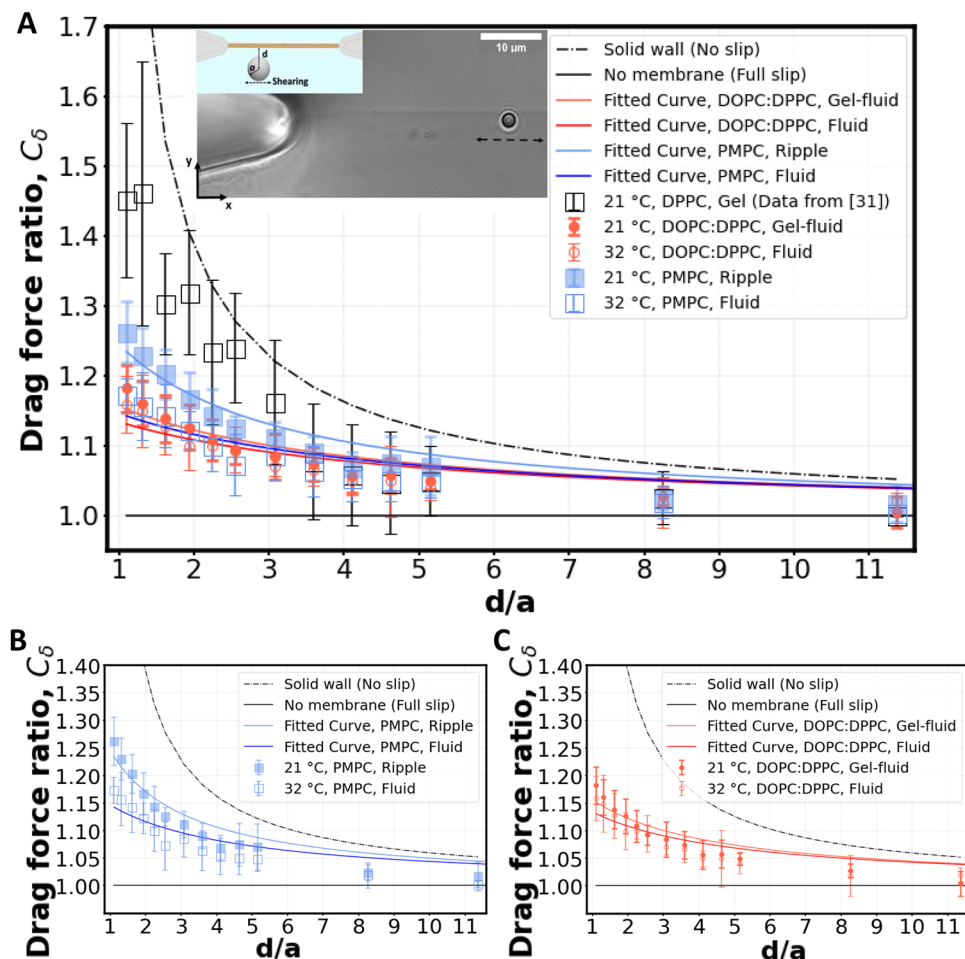 A
Drag force ratio, Cδ
1.7
1.6
1.5
1.4
1.3
1.2
1.1
1.0
d
a
Shearing
10 μm
y
x
Solid wall (No slip)
No membrane (Full slip)
Fitted Curve, DOPC:DPPC, Gel-fluid
Fitted Curve, DOPC:DPPC, Fluid
Fitted Curve, PMPC, Ripple
Fitted Curve, PMPC, Fluid
21 °C, DPPC, Gel (Data from [31])
21 °C, DOPC:DPPC, Gel-fluid
32 °C, DOPC:DPPC, Fluid
21 °C, PMPC, Ripple
32 °C, PMPC, Fluid
1 2 3 4 5 6 7 8 9 10 11
d/a
B
Drag force ratio, Cδ
1.40
1.35
1.30
1.25
1.20
1.15
1.10
1.05
1.00
Solid wall (No slip)
No membrane (Full slip)
Fitted Curve, PMPC, Ripple
Fitted Curve, PMPC, Fluid
21 °C, PMPC, Ripple
32 °C, PMPC, Fluid
1 2 3 4 5 6 7 8 9 10 11
d/a
C
Drag force ratio, Cδ
1.40
1.35
1.30
1.25
1.20
1.15
1.10
1.05
1.00
Solid wall (No slip)
No membrane (Full slip)
Fitted Curve, DOPC:DPPC, Gel-fluid
Fitted Curve, DOPC:DPPC, Fluid
21 °C, DOPC:DPPC, Gel-fluid
32 °C, DOPC:DPPC, Fluid
1 2 3 4 5 6 7 8 9 10 11
d/a